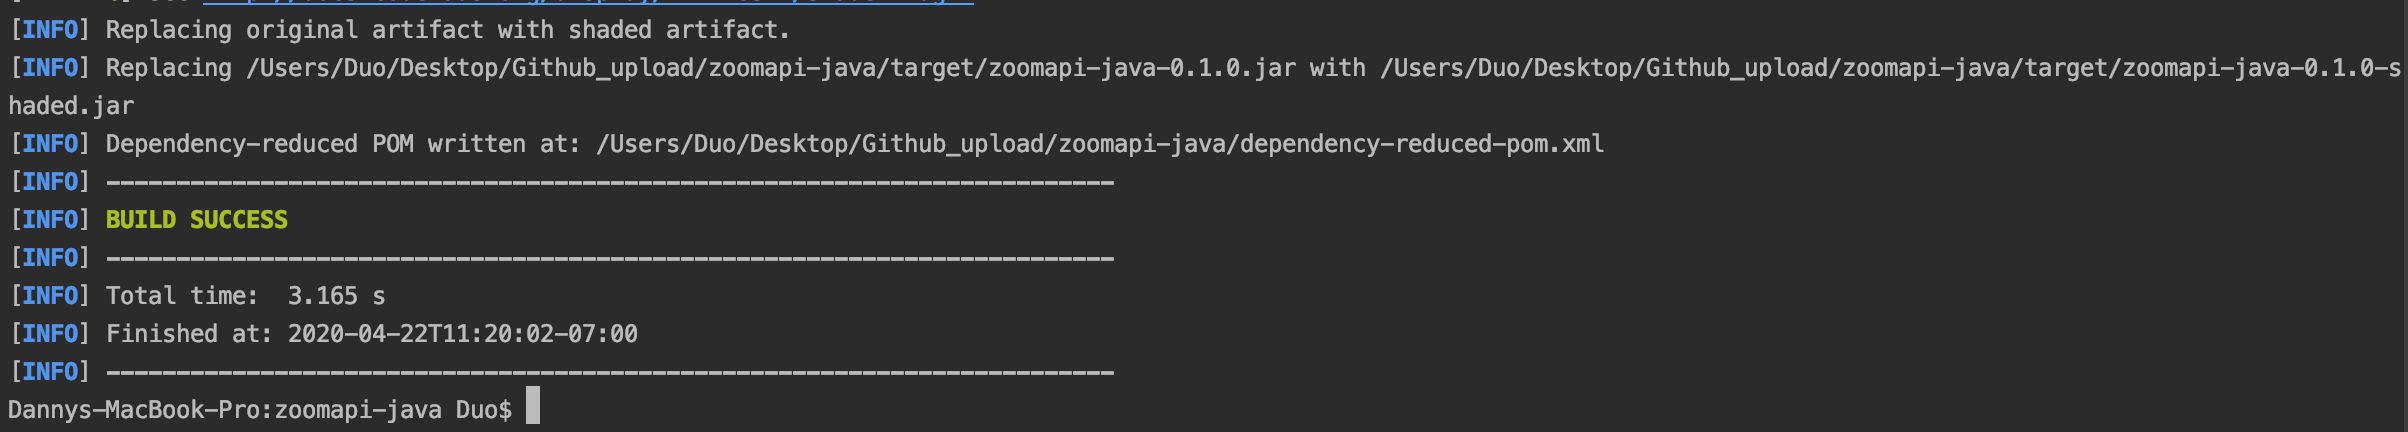 [INFO] Replacing original artifact with shaded artifact.
[INFO] Replacing /Users/Duo/Desktop/Github_upload/zoomapi-java/target/zoomapi-java-0.1.0.jar with /Users/Duo/Desktop/Github_upload/zoomapi-java/target/zoomapi-java-0.1.0-s
haded.jar
[INFO] Dependency-reduced POM written at: /Users/Duo/Desktop/Github_upload/zoomapi-java/dependency-reduced-pom.xml
[INFO] ------------------------------------------------------------------------
[INFO] BUILD SUCCESS
[INFO] ------------------------------------------------------------------------
[INFO] Total time:  3.165 s
[INFO] Finished at: 2020-04-22T11:20:02-07:00
[INFO] ------------------------------------------------------------------------
Dannys-MacBook-Pro:zoomapi-java Duo$